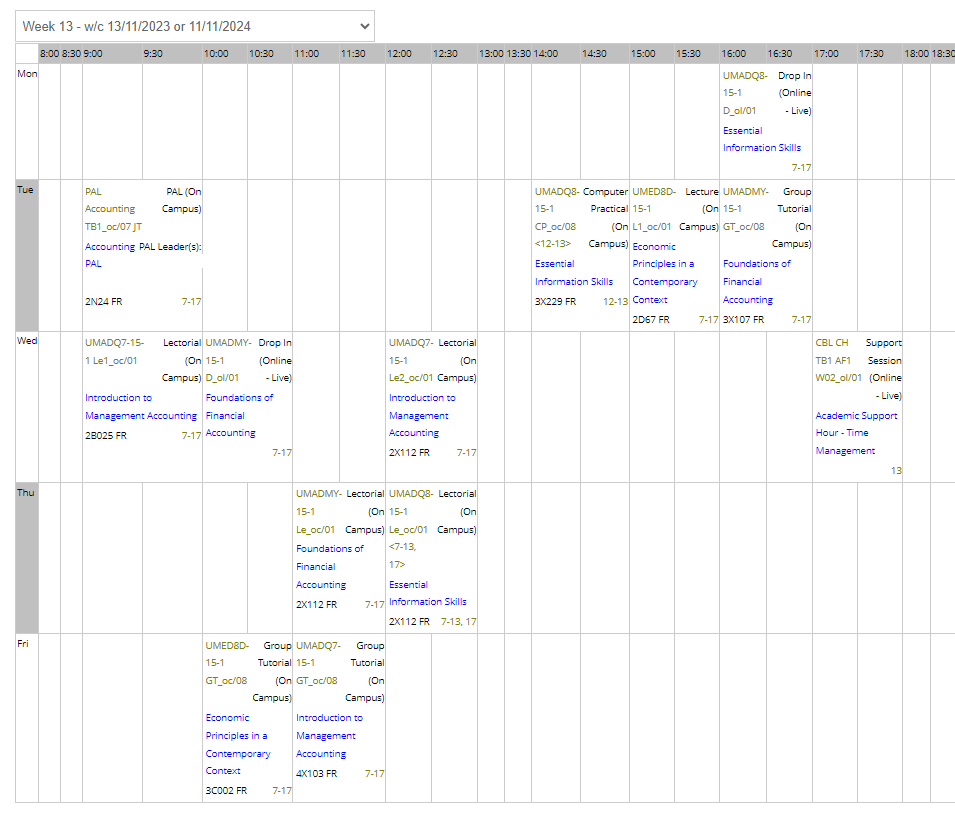 Week 13 - w/c 13/11/2023 or 11/11/2024
8:00 8:30 9:00 9:30 10:00 10:30 11:00 11:30 12:00 12:30 13:00 13:30 14:00 14:30 15:00 15:30 16:00 16:30 17:00 17:30 18:00 18:30
Mon
UMADQ8- Drop In
15-1 (Online
D_ol/01 - Live)
Essential
Information Skills
7-17
Tue
PAL PAL (On
Accounting Campus)
TB1_oc/07 JT
Accounting PAL Leader(s):
PAL
2N24 FR 7-17
UMADQ8- Computer
15-1 Practical
CP_oc/08 (On
<12-13> Campus)
Essential
Information Skills
3X229 FR 12-13
UMED8D- Lecture
15-1 (On
L1_oc/01 Campus)
Economic
Principles in a
Contemporary
Context
2D67 FR 7-17
UMADMY- Group
15-1 Tutorial
GT_oc/08 (On
Campus)
Foundations of
Financial
Accounting
3X107 FR 7-17
Wed
UMADQ7-15- Lectorial
1 Le1_oc/01 (On
Campus)
Introduction to
Management Accounting
2B025 FR 7-17
UMADMY- Drop In
15-1 (Online
D_ol/01 - Live)
Foundations of
Financial
Accounting
7-17
UMADQ7- Lectorial
15-1 (On
Le2_oc/01 Campus)
Introduction to
Management
Accounting
2X112 FR 7-17
CBL CH Support
TB1 AF1 Session
W02_ol/01 (Online
- Live)
Academic Support
Hour - Time
Management
13
Thu
UMADMY- Lectorial
15-1 (On
Le_oc/01 Campus)
Foundations of
Financial
Accounting
2X112 FR 7-17
UMADQ8- Lectorial
15-1 (On
Le_oc/01 Campus)
<7-13,
17>
Essential
Information Skills
2X112 FR 7-13, 17
Fri
UMED8D- Group
15-1 Tutorial
GT_oc/08 (On
Campus)
Economic
Principles in a
Contemporary
Context
3C002 FR 7-17
UMADQ7- Group
15-1 Tutorial
GT_oc/08 (On
Campus)
Introduction to
Management
Accounting
4X103 FR 7-17